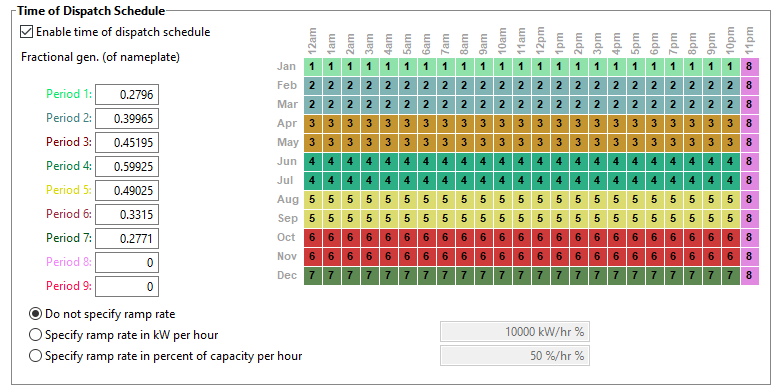 Time of Dispatch Schedule
Enable time of dispatch schedule
Fractional gen. (of nameplate)
Period 1: 0.2796
Period 2: 0.39965
Period 3: 0.45195
Period 4: 0.59925
Period 5: 0.49025
Period 6: 0.3315
Period 7: 0.2771
Period 8: 0
Period 9: 0
12am 1am 2am 3am 4am 5am 6am 7am 8am 9am 10am 11am 12pm 1pm 2pm 3pm 4pm 5pm 6pm 7pm 8pm 9pm 10pm 11pm
Jan 1 1 1 1 1 1 1 1 1 1 1 1 1 1 1 1 1 1 1 1 1 1 1 8
Feb 2 2 2 2 2 2 2 2 2 2 2 2 2 2 2 2 2 2 2 2 2 2 2 8
Mar 2 2 2 2 2 2 2 2 2 2 2 2 2 2 2 2 2 2 2 2 2 2 2 8
Apr 3 3 3 3 3 3 3 3 3 3 3 3 3 3 3 3 3 3 3 3 3 3 3 8
May 3 3 3 3 3 3 3 3 3 3 3 3 3 3 3 3 3 3 3 3 3 3 3 8
Jun 4 4 4 4 4 4 4 4 4 4 4 4 4 4 4 4 4 4 4 4 4 4 4 8
Jul 4 4 4 4 4 4 4 4 4 4 4 4 4 4 4 4 4 4 4 4 4 4 4 8
Aug 5 5 5 5 5 5 5 5 5 5 5 5 5 5 5 5 5 5 5 5 5 5 5 8
Sep 5 5 5 5 5 5 5 5 5 5 5 5 5 5 5 5 5 5 5 5 5 5 5 8
Oct 6 6 6 6 6 6 6 6 6 6 6 6 6 6 6 6 6 6 6 6 6 6 6 8
Nov 6 6 6 6 6 6 6 6 6 6 6 6 6 6 6 6 6 6 6 6 6 6 6 8
Dec 7 7 7 7 7 7 7 7 7 7 7 7 7 7 7 7 7 7 7 7 7 7 7 8
Do not specify ramp rate
Specify ramp rate in kW per hour 10000 kW/hr %
Specify ramp rate in percent of capacity per hour 50 %/hr %